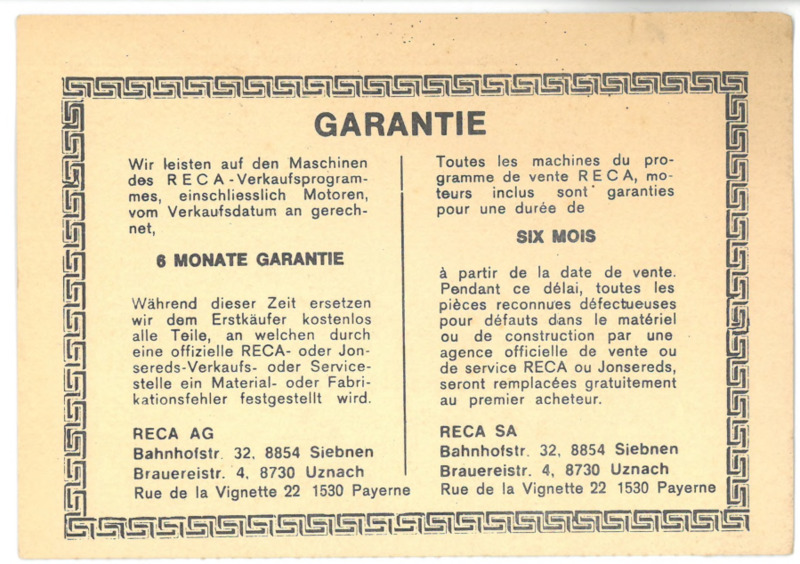 GARANTIE
Wir leisten auf den Maschinen
des RECA-Verkaufsprogram-
mes, einschliesslich Motoren,
vom Verkaufsdatum an gerech-
net,
6 MONATE GARANTIE
Während dieser Zeit ersetzen
wir dem Erstkäufer kostenlos
alle Teile, an welchen durch
eine offizielle RECA- oder Jon-
sereds-Verkaufs- oder Service-
stelle ein Material- oder Fabri-
kationsfehler festgestellt wird.
RECA AG
Bahnhofstr. 32, 8854 Siebnen
Brauereistr. 4, 8730 Uznach
Rue de la Vignette 22 1530 Payerne
Toutes les machines du pro-
gramme de vente RECA, mo-
teurs inclus sont garanties
pour une durée de
SIX MOIS
à partir de la date de vente.
Pendant ce délai, toutes les
pièces reconnues défectueuses
pour défauts dans le matériel
ou de construction par une
agence officielle de vente ou
de service RECA ou Jonsereds,
seront remplacées gratuitement
au premier acheteur.
RECA SA
Bahnhofstr. 32, 8854 Siebnen
Brauereistr. 4, 8730 Uznach
Rue de la Vignette 22 1530 Payerne